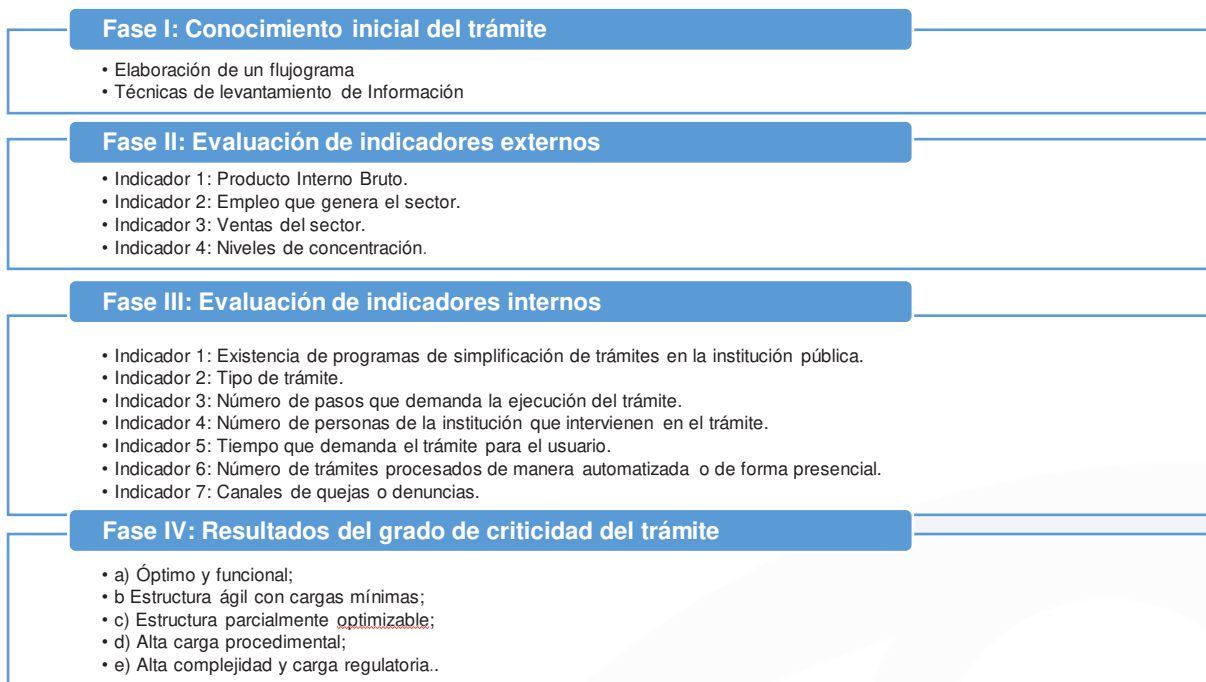 Fase I: Conocimiento inicial del trámite
• Elaboración de un flujograma
• Técnicas de levantamiento de Información
Fase II: Evaluación de indicadores externos
• Indicador 1: Producto Interno Bruto.
• Indicador 2: Empleo que genera el sector.
• Indicador 3: Ventas del sector.
• Indicador 4: Niveles de concentración.
Fase III: Evaluación de indicadores internos
• Indicador 1: Existencia de programas de simplificación de trámites en la institución pública.
• Indicador 2: Tipo de trámite.
• Indicador 3: Número de pasos que demanda la ejecución del trámite.
• Indicador 4: Número de personas de la institución que intervienen en el trámite.
• Indicador 5: Tiempo que demanda el trámite para el usuario.
• Indicador 6: Número de trámites procesados de manera automatizada o de forma presencial.
• Indicador 7: Canales de quejas o denuncias.
Fase IV: Resultados del grado de criticidad del trámite
• a) Óptimo y funcional;
• b Estructura ágil con cargas mínimas;
• c) Estructura parcialmente optimizable;
• d) Alta carga procedimental;
• e) Alta complejidad y carga regulatoria..